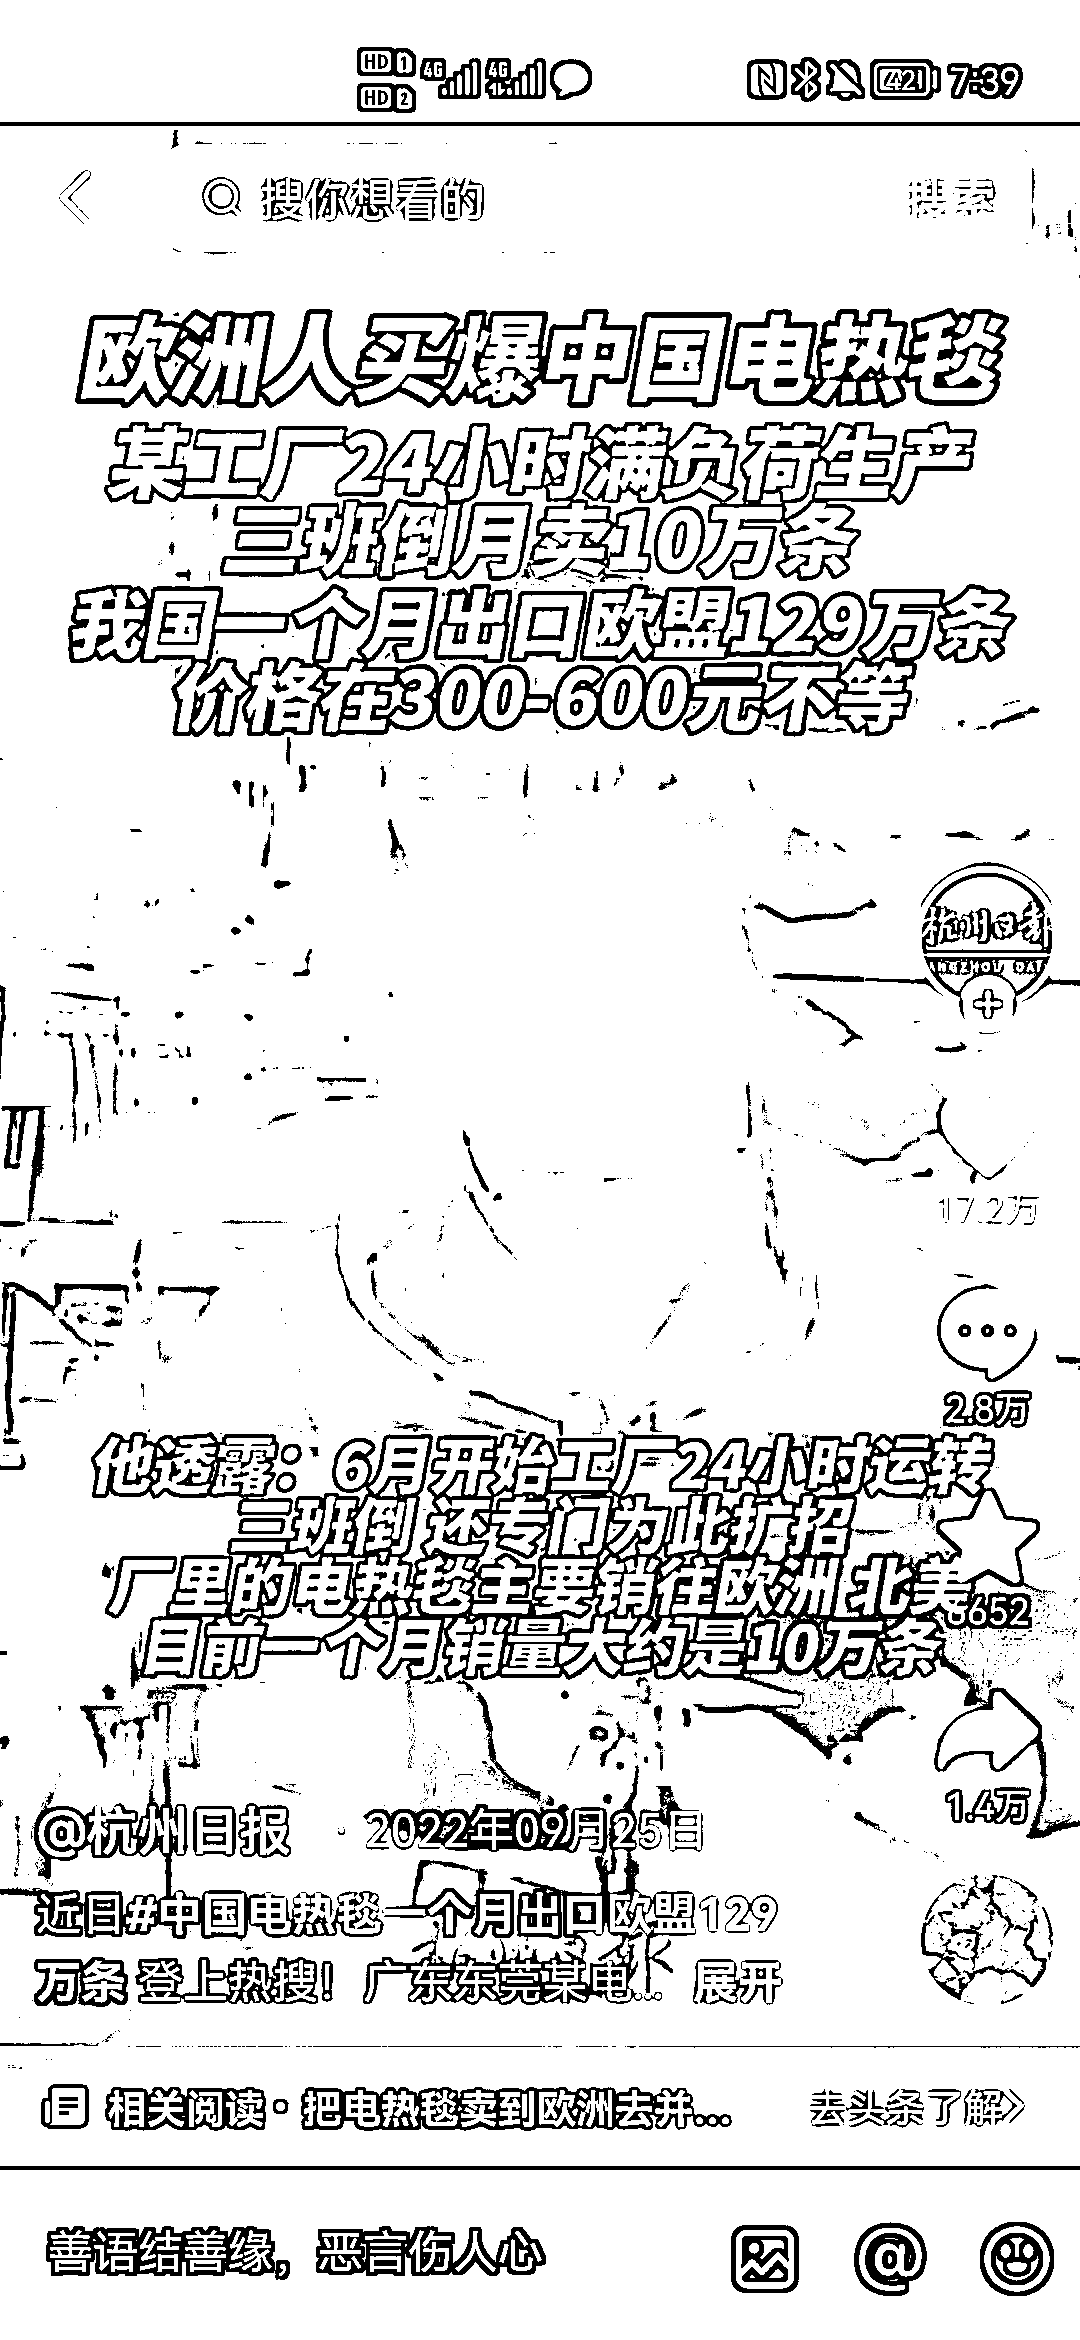 HD 1 4G 4G 42 7:39
HD 2
搜你想看的 搜索
欧洲人买爆中国电热毯
某工厂24小时满负荷生产
三班倒月卖10万条
我国一个月出口欧盟129万条
价格在300-600元不等
杭州日报
17.2万
2.8万
他透露：6月开始工厂24小时运转
三班倒 还专门为此扩招
厂里的电热毯主要销往欧洲 北美
6652
目前一个月销量大约是10万条
1.4万
@杭州日报 · 2022年09月25日
近日#中国电热毯一个月出口欧盟129
万条 登上热搜！广东东莞某电... 展开
相关阅读·把电热毯卖到欧洲去并... 去头条了解
善语结善缘，恶言伤人心